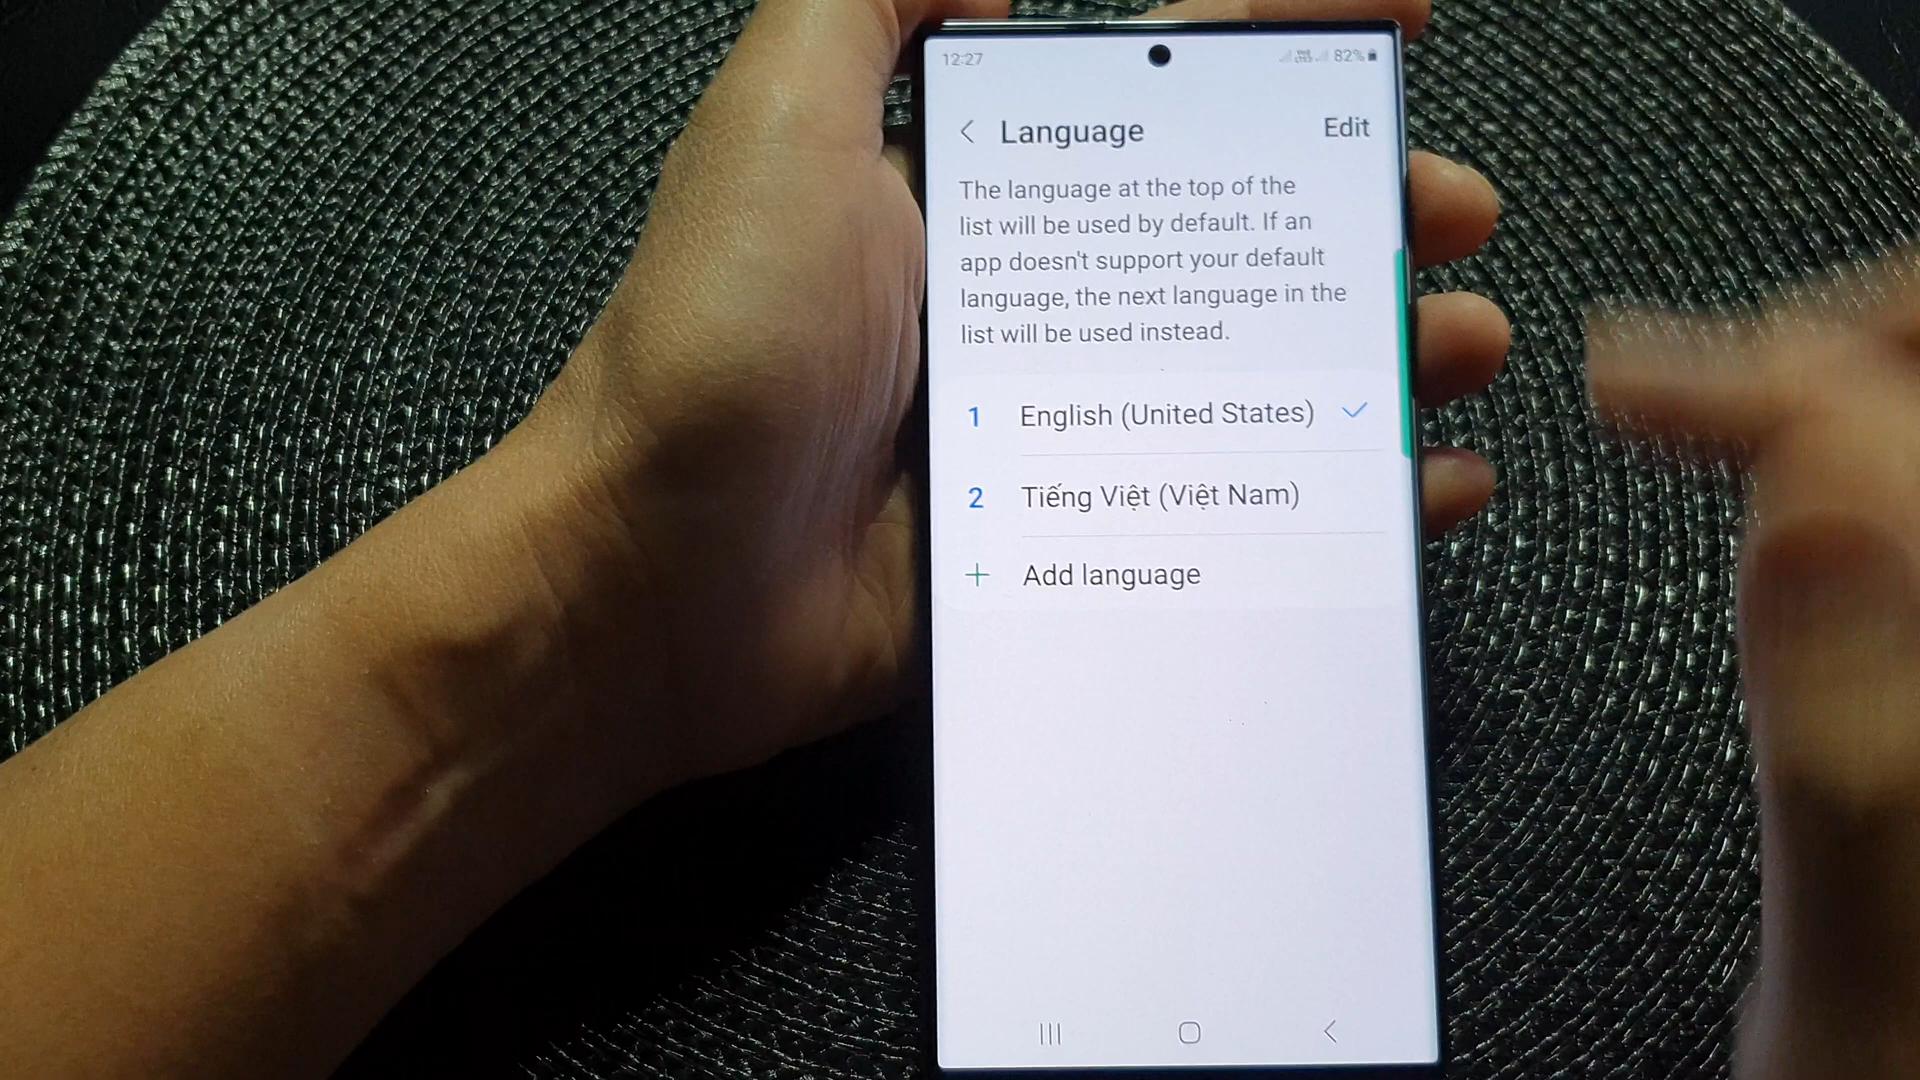 12:27
82%
Language
Edit
The language at the top of the
list will be used by default. If an
app doesn't support your default
language, the next language in the
list will be used instead.
1 English (United States)
2 Tiếng Việt (Việt Nam)
+ Add language